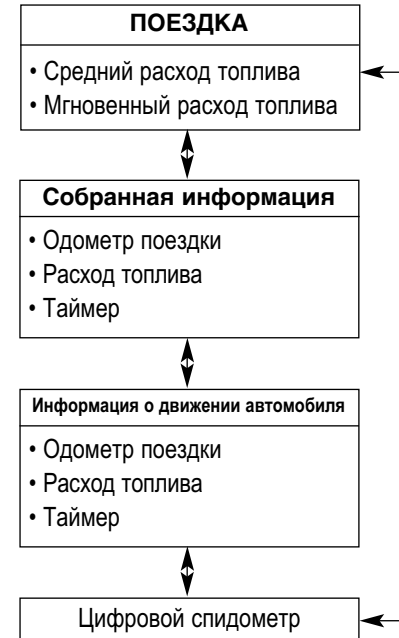 ПОЕЗДКА
• Средний расход топлива
• Мгновенный расход топлива
Собранная информация
• Одометр поездки
• Расход топлива
• Таймер
Информация о движении автомобиля
• Одометр поездки
• Расход топлива
• Таймер
Цифровой спидометр